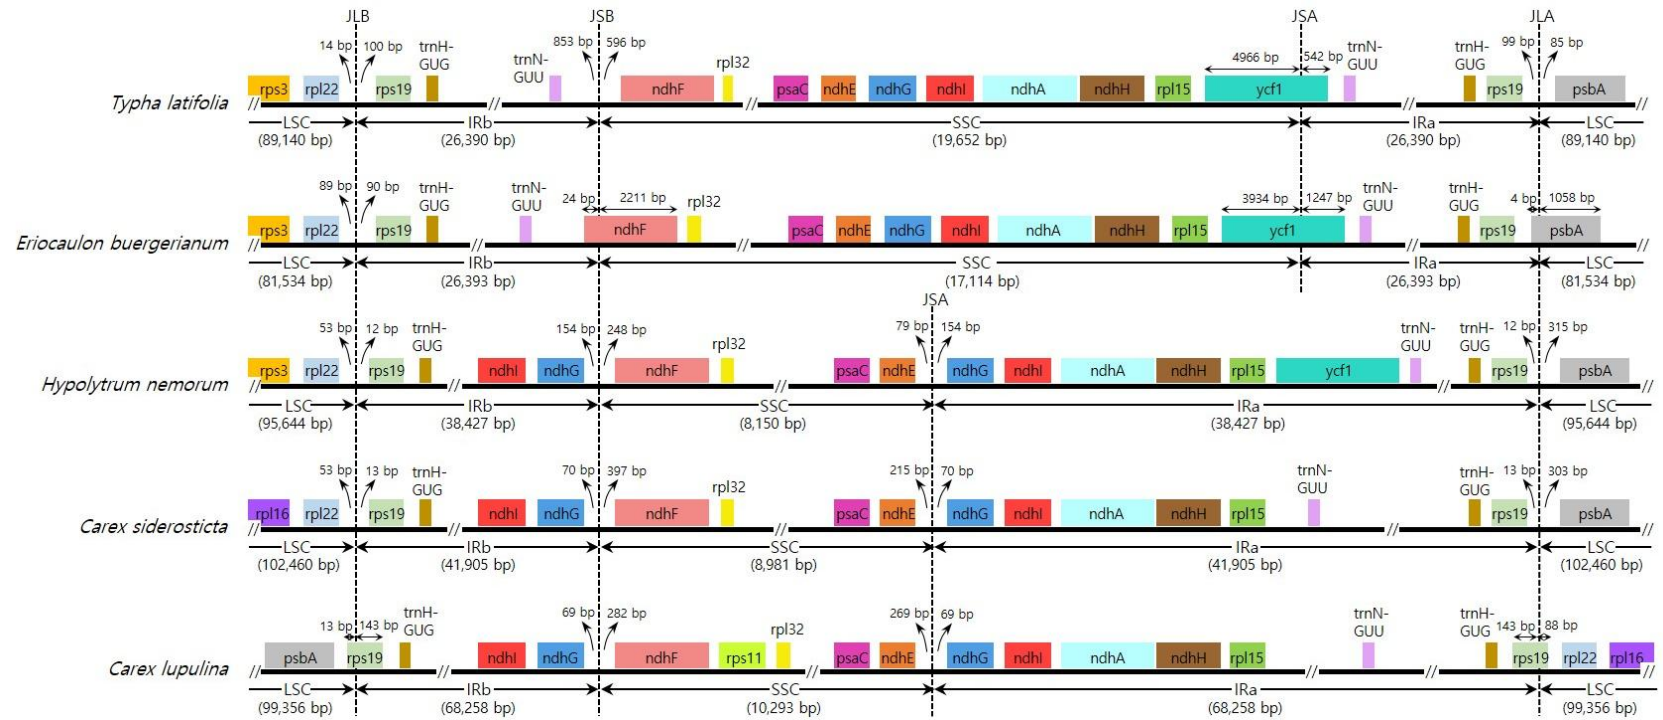 JLB JSB JSA JLA
14 bp 100 bp trnH-GUG trnN-GUU 853 bp 596 bp rpl32 4966 bp 542 bp trnN-GUU trnH-GUG 99 bp 85 bp
Typha latifolia rps3 rpl22 rps19 ndhF psaC ndhE ndhG ndhI ndhA ndhH rpl15 ycf1 rps19 psbA
// // // // // //
LSC IRb SSC IRa LSC
(89,140 bp) (26,390 bp) (19,652 bp) (26,390 bp) (89,140 bp)
89 bp 90 bp trnH-GUG trnN-GUU 24 bp 2211 bp rpl32 3934 bp 1247 bp trnN-GUU trnH-GUG 4 bp 1058 bp
Eriocaulon buergerianum rps3 rpl22 rps19 ndhF psaC ndhE ndhG ndhI ndhA ndhH rpl15 ycf1 rps19 psbA
// // // // //
LSC IRb SSC IRa LSC
(81,534 bp) (26,393 bp) (17,114 bp) (26,393 bp) (81,534 bp)
JSA
53 bp 12 bp trnH-GUG 154 bp 248 bp rpl32 79 bp 154 bp trnN-GUU trnH-GUG 12 bp 315 bp
Hypolytrum nemorum rps3 rpl22 rps19 ndhI ndhG ndhF psaC ndhE ndhG ndhI ndhA ndhH rpl15 ycf1 rps19 psbA
// // // // //
LSC IRb SSC IRa LSC
(95,644 bp) (38,427 bp) (8,150 bp) (38,427 bp) (95,644 bp)
53 bp 13 bp trnH-GUG 70 bp 397 bp rpl32 215 bp 70 bp trnN-GUU trnH-GUG 13 bp 303 bp
Carex siderosticta rpl16 rpl22 rps19 ndhI ndhG ndhF psaC ndhE ndhG ndhI ndhA ndhH rpl15 rps19 psbA
// // // // //
LSC IRb SSC IRa LSC
(102,460 bp) (41,905 bp) (8,981 bp) (41,905 bp) (102,460 bp)
13 bp 143 bp trnH-GUG 69 bp 282 bp rpl32 269 bp 69 bp trnN-GUU trnH-GUG 143 bp 88 bp
Carex lupulina psbA rps19 ndhI ndhG ndhF rps11 psaC ndhE ndhG ndhI ndhA ndhH rpl15 rps19 rpl22 rpl16
// // // // // //
LSC IRb SSC IRa LSC
(99,356 bp) (68,258 bp) (10,293 bp) (68,258 bp) (99,356 bp)